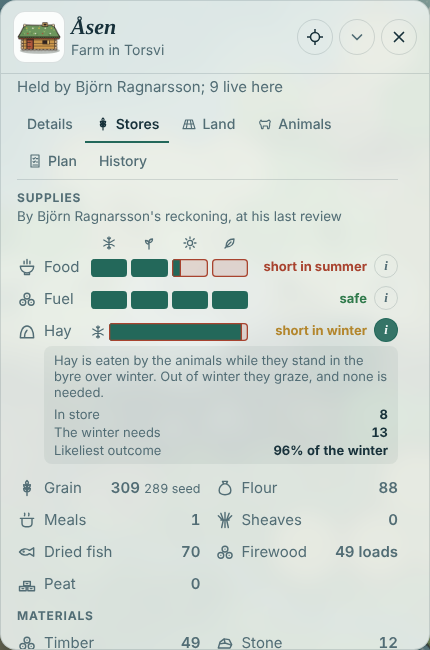 Åsen
Farm in Torsvi
Held by Björn Ragnarsson; 9 live here
Details Stores Land Animals
Plan History
SUPPLIES
By Björn Ragnarsson's reckoning, at his last review
Food short in summer i
Fuel safe i
Hay short in winter i
Hay is eaten by the animals while they stand in the
byre over winter. Out of winter they graze, and none is
needed.
In store 8
The winter needs 13
Likeliest outcome 96% of the winter
Grain 309 289 seed Flour 88
Meals 1 Sheaves 0
Dried fish 70 Firewood 49 loads
Peat 0
MATERIALS
Timber 49 Stone 12